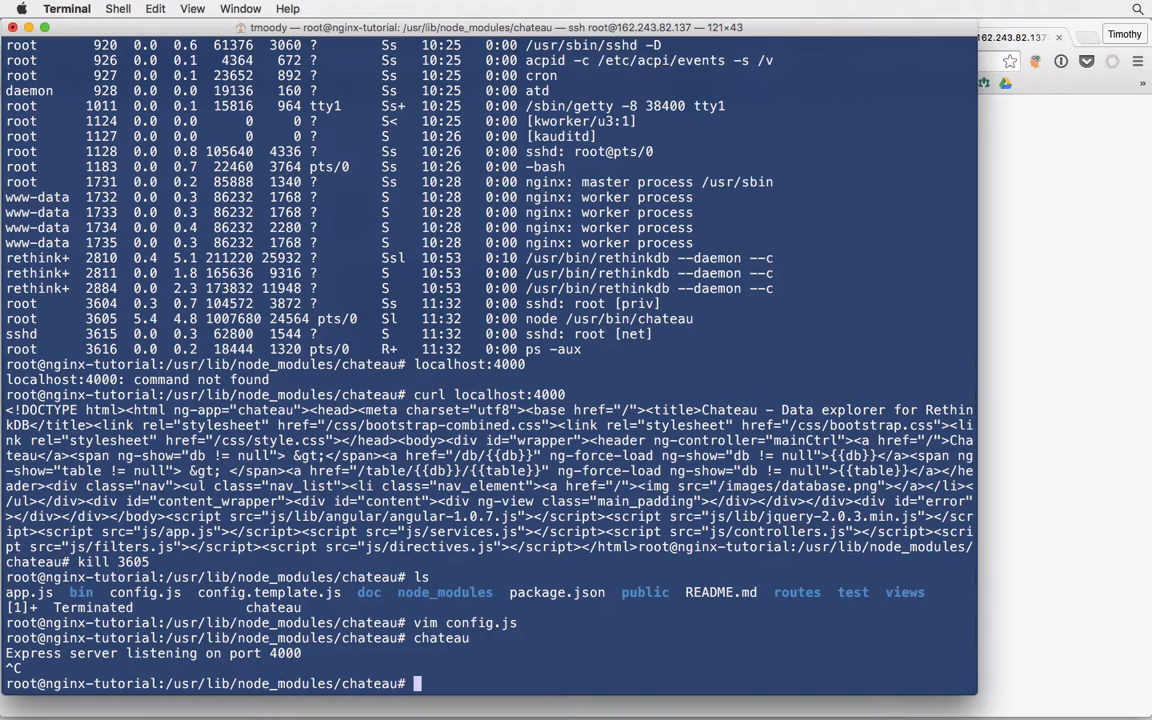 Terminal Shell Edit View Window Help
tmoody — root@nginx-tutorial: /usr/lib/node_modules/chateau — ssh root@162.243.82.137 — 121×43
162.243.82.137
Timothy
root 920 0.0 0.6 61376 3060 ? Ss 10:25 0:00 /usr/sbin/sshd -D
root 926 0.0 0.1 4364 672 ? Ss 10:25 0:00 acpid -c /etc/acpi/events -s /v
root 927 0.0 0.1 23652 892 ? Ss 10:25 0:00 cron
daemon 928 0.0 0.0 19136 160 ? Ss 10:25 0:00 atd
root 1011 0.0 0.1 15816 964 tty1 Ss+ 10:25 0:00 /sbin/getty -8 38400 tty1
root 1124 0.0 0.0 0 0 ? S< 10:25 0:00 [kworker/u3:1]
root 1127 0.0 0.0 0 0 ? S 10:26 0:00 [kauditd]
root 1128 0.0 0.8 105640 4336 ? Ss 10:26 0:00 sshd: root@pts/0
root 1183 0.0 0.7 22460 3764 pts/0 Ss 10:26 0:00 -bash
root 1731 0.0 0.2 85888 1340 ? Ss 10:28 0:00 nginx: master process /usr/sbin
www-data 1732 0.0 0.3 86232 1768 ? S 10:28 0:00 nginx: worker process
www-data 1733 0.0 0.3 86232 1768 ? S 10:28 0:00 nginx: worker process
www-data 1734 0.0 0.4 86232 2280 ? S 10:28 0:00 nginx: worker process
www-data 1735 0.0 0.3 86232 1768 ? S 10:28 0:00 nginx: worker process
rethink+ 2810 0.4 5.1 211220 25932 ? Ssl 10:53 0:10 /usr/bin/rethinkdb --daemon --c
rethink+ 2811 0.0 1.8 165636 9316 ? S 10:53 0:00 /usr/bin/rethinkdb --daemon --c
rethink+ 2884 0.0 2.3 173832 11948 ? S 10:53 0:00 /usr/bin/rethinkdb --daemon --c
root 3604 0.3 0.7 104572 3872 ? Ss 11:32 0:00 sshd: root [priv]
root 3605 5.4 4.8 1007680 24564 pts/0 Sl 11:32 0:00 node /usr/bin/chateau
sshd 3615 0.0 0.3 62800 1544 ? S 11:32 0:00 sshd: root [net]
root 3616 0.0 0.2 18444 1320 pts/0 R+ 11:32 0:00 ps -aux
root@nginx-tutorial:/usr/lib/node_modules/chateau# localhost:4000
localhost:4000: command not found
root@nginx-tutorial:/usr/lib/node_modules/chateau# curl localhost:4000
<!DOCTYPE html><html ng-app="chateau"><head><meta charset="utf8"><base href="/"><title>Chateau - Data explorer for Rethin
kDB</title><link rel="stylesheet" href="/css/bootstrap-combined.css"><link rel="stylesheet" href="/css/bootstrap.css"><li
nk rel="stylesheet" href="/css/style.css"></head><body><div id="wrapper"><header ng-controller="mainCtrl"><a href="/">Cha
teau</a><span ng-show="db != null"> &gt;</span><a href="/db/{{db}}" ng-force-load ng-show="db != null">{{db}}</a><span ng
-show="table != null"> &gt; </span><a href="/table/{{db}}/{{table}}" ng-force-load ng-show="db != null">{{table}}</a></he
ader><div class="nav"><ul class="nav_list"><li class="nav_element"><a href="/"><img src="/images/database.png"></a></li><
/ul></div><div id="content_wrapper"><div id="content"><div ng-view class="main_padding"></div></div></div><div id="error"
></div></div></body><script src="js/lib/angular/angular-1.0.7.js"></script><script src="js/lib/jquery-2.0.3.min.js"></scr
ipt><script src="js/app.js"></script><script src="js/services.js"></script><script src="js/controllers.js"></script><scri
pt src="js/filters.js"></script><script src="js/directives.js"></script></html>root@nginx-tutorial:/usr/lib/node_modules/
chateau# kill 3605
root@nginx-tutorial:/usr/lib/node_modules/chateau# ls
app.js bin config.js config.template.js doc node_modules package.json public README.md routes test views
[1]+ Terminated chateau
root@nginx-tutorial:/usr/lib/node_modules/chateau# vim config.js
root@nginx-tutorial:/usr/lib/node_modules/chateau# chateau
Express server listening on port 4000
^C
root@nginx-tutorial:/usr/lib/node_modules/chateau#